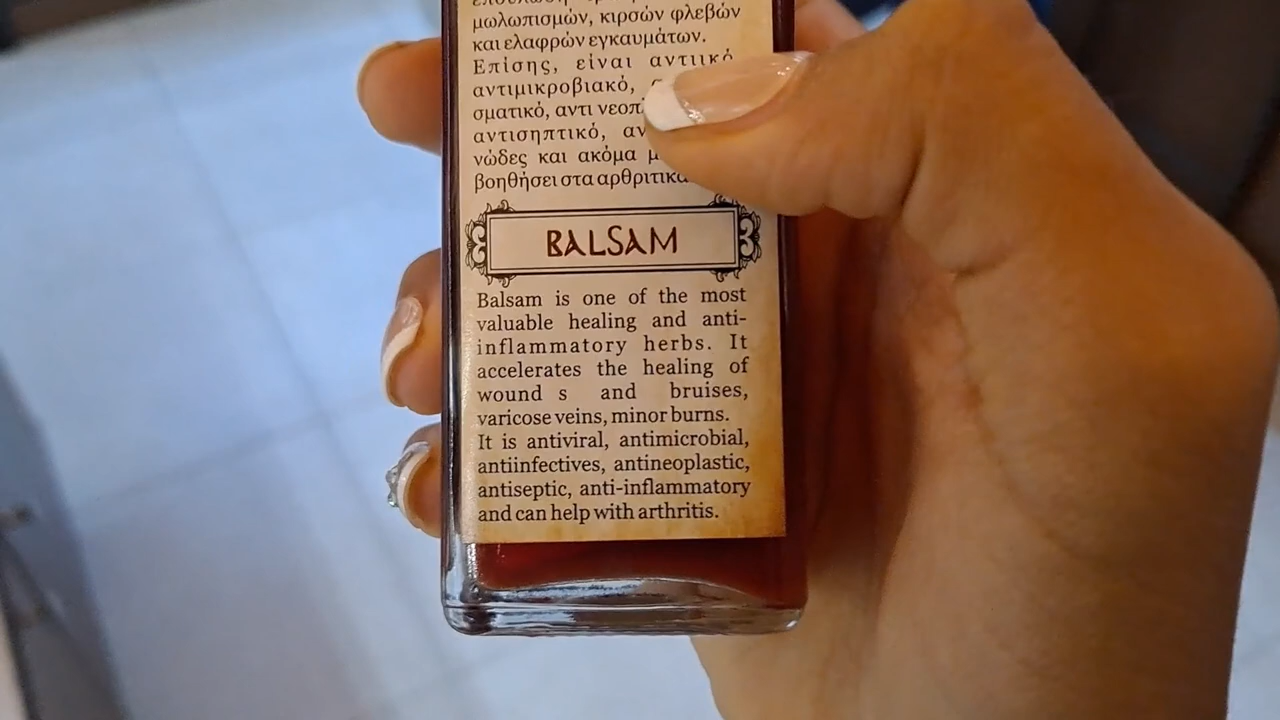 μωλωπισμών, κιρσών φλεβών
και ελαφρών εγκαυμάτων.
Επίσης, είναι αντιικό
αντιμικροβιακό,
σματικό, αντι
αντισηπτικό,
νώδες και ακόμα
βοηθήσει στα αρθριτικά
BALSAM
Balsam is one of the most
valuable healing and anti-
inflammatory herbs. It
accelerates the healing of
wound s and bruises,
varicose veins, minor burns.
It is antiviral, antimicrobial,
antiinfectives, antineoplastic,
antiseptic, anti-inflammatory
and can help with arthritis.